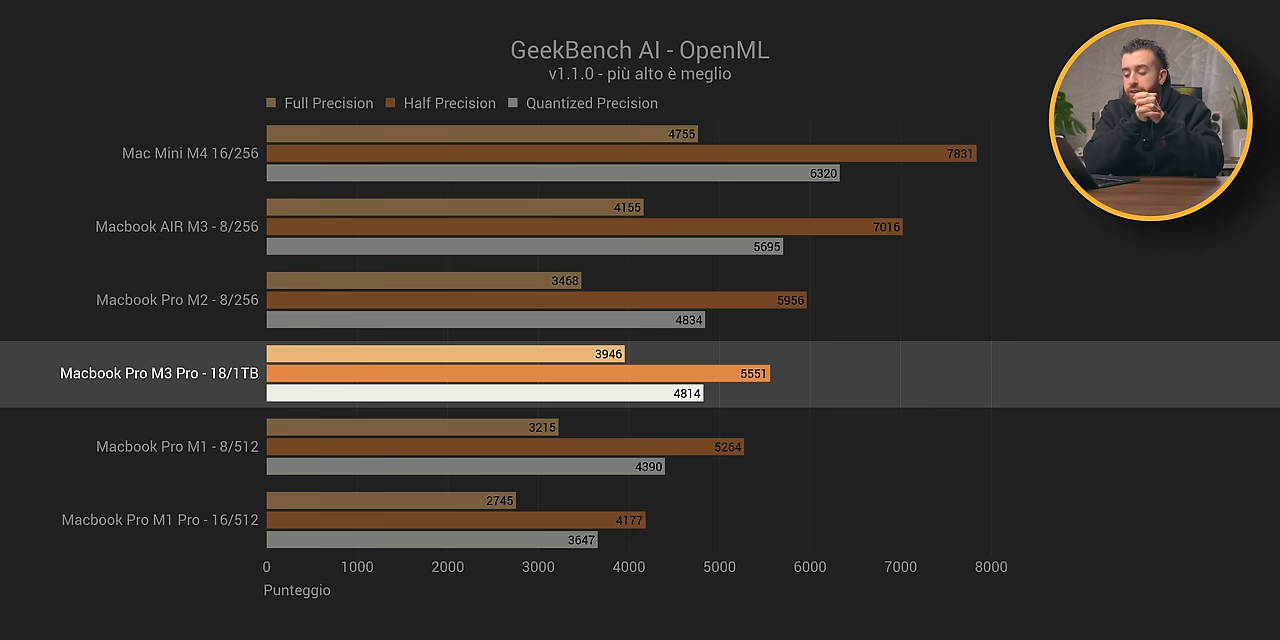 GeekBench AI - OpenML
v1.1.0 - più alto è meglio
Full Precision Half Precision Quantized Precision
Mac Mini M4 16/256
4755
7831
6320
Macbook AIR M3 - 8/256
4155
7016
5695
Macbook Pro M2 - 8/256
3468
5956
4834
Macbook Pro M3 Pro - 18/1TB
3946
5551
4814
Macbook Pro M1 - 8/512
3215
5264
4390
Macbook Pro M1 Pro - 16/512
2745
4177
3647
0 1000 2000 3000 4000 5000 6000 7000 8000
Punteggio